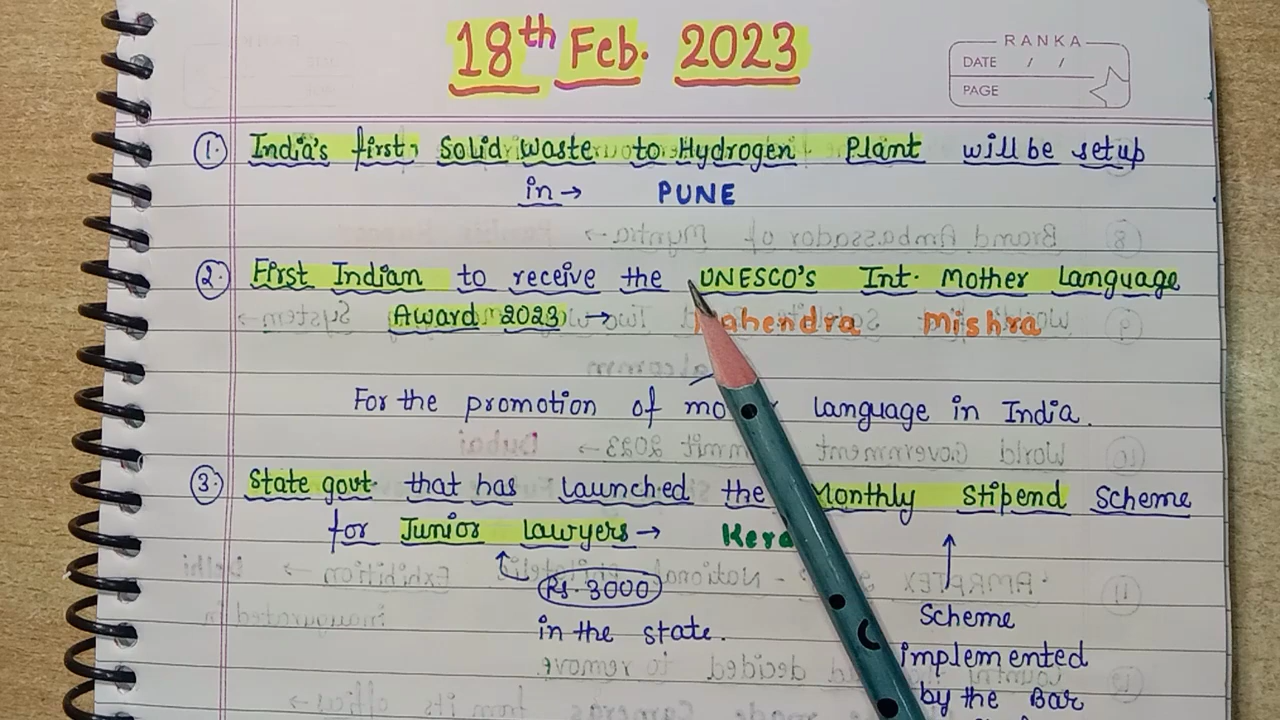 18th Feb. 2023
RANKA
DATE / /
PAGE
1. India's first Solid waste to Hydrogen Plant will be setup
in → PUNE
2. First Indian to receive the UNESCO's Int. Mother Language
Award 2023 → Mahendra Mishra
For the promotion of language in India.
3. State govt. that has launched the Monthly Stipend Scheme
for Junior Lawyers →
Rs. 3000
in the state.
Scheme
implemented
by the Bar